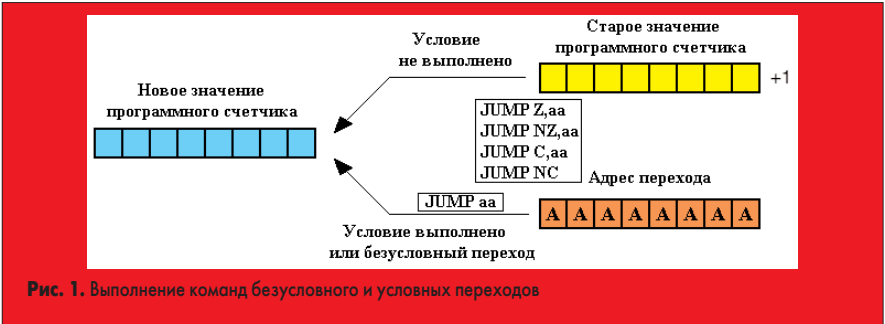 Условие
не выполнено
Старое значение
программного счетчика
+1
Новое значение
программного счетчика
JUMP Z,aa
JUMP NZ,aa
JUMP C,aa
JUMP NC
Адрес перехода
JUMP aa
A A A A A A A A
Условие выполнено
или безусловный переход
Рис. 1. Выполнение команд безусловного и условных переходов